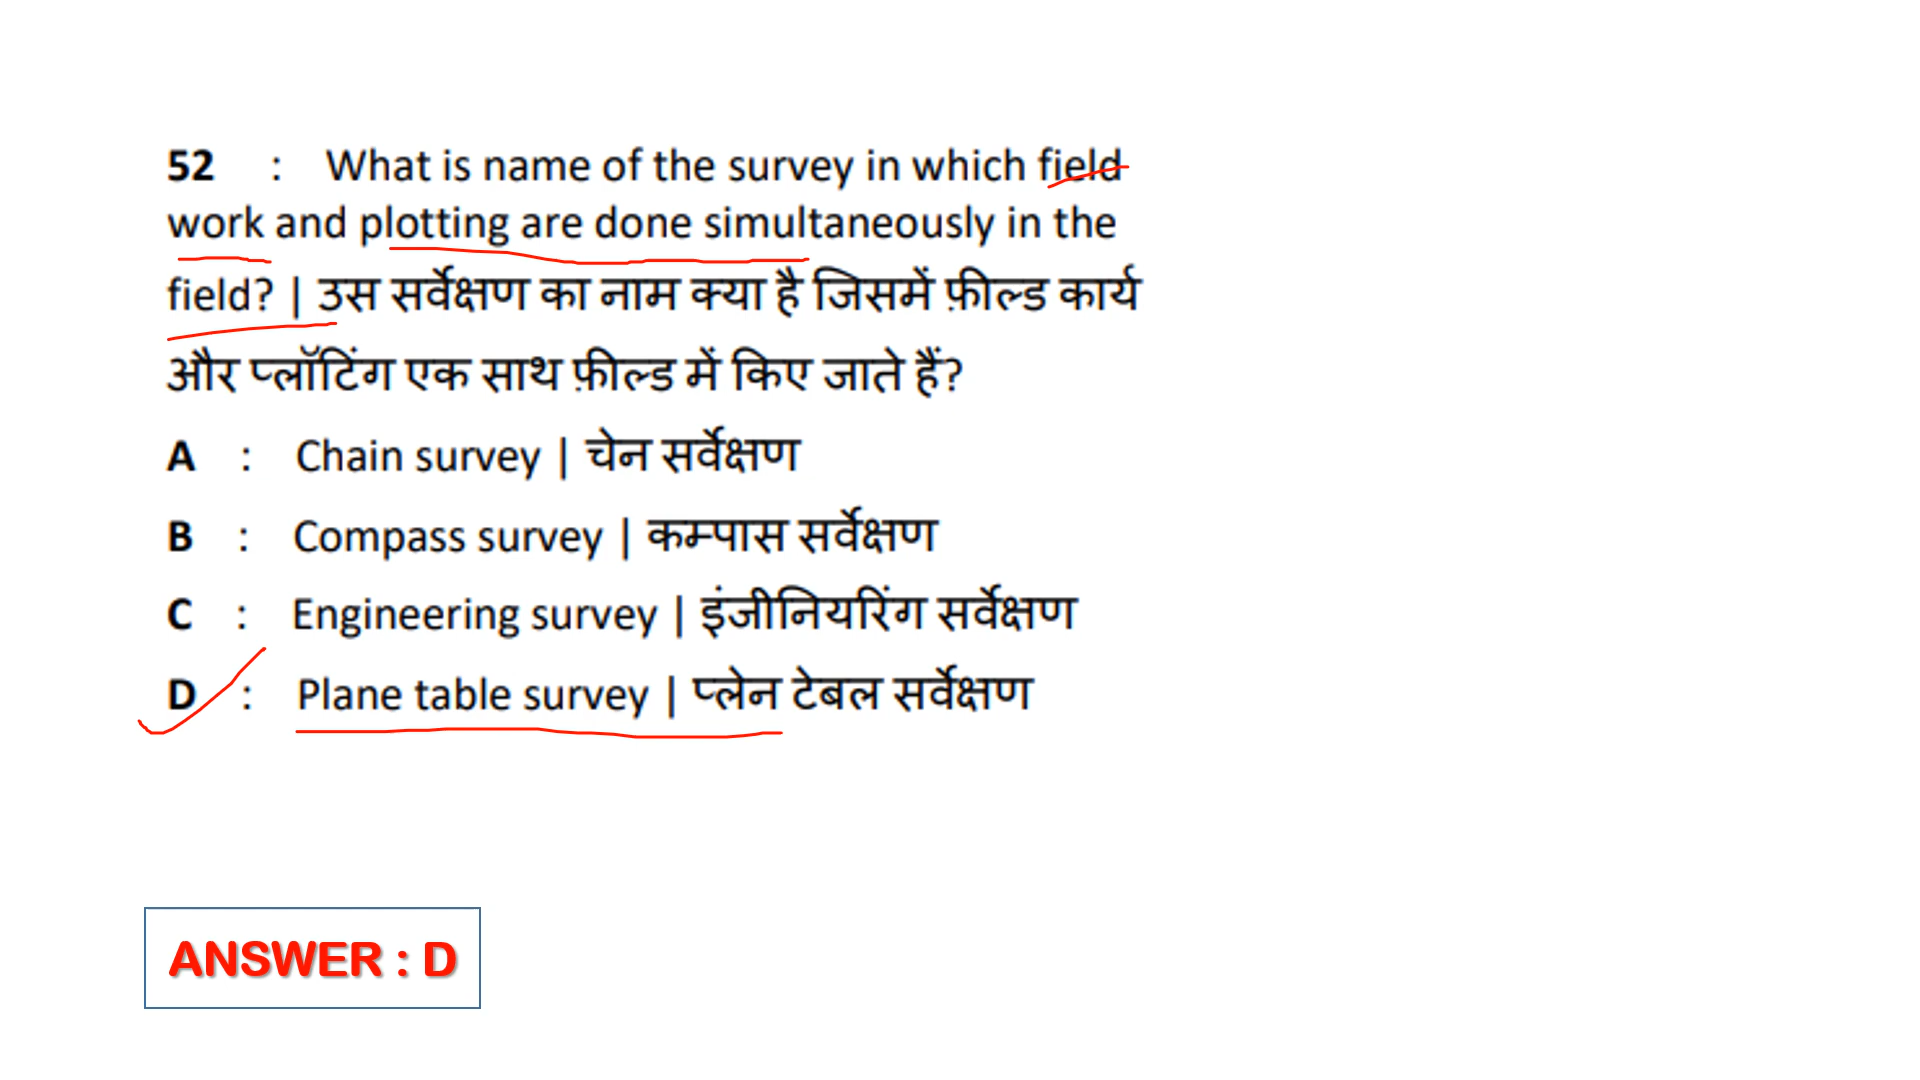 52 : What is name of the survey in which field
work and plotting are done simultaneously in the
field? | उस सर्वेक्षण का नाम क्या है जिसमें फ़ील्ड कार्य
और प्लॉटिंग एक साथ फ़ील्ड में किए जाते हैं?
A : Chain survey | चेन सर्वेक्षण
B : Compass survey | कम्पास सर्वेक्षण
C : Engineering survey | इंजीनियरिंग सर्वेक्षण
D : Plane table survey | प्लेन टेबल सर्वेक्षण
ANSWER : D